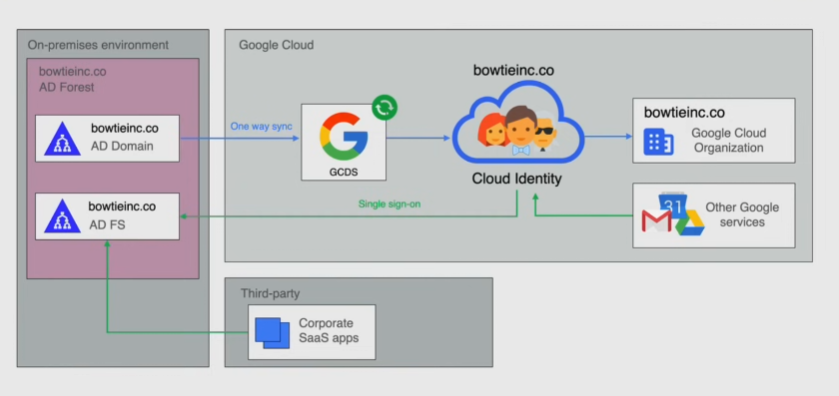 On-premises environment
bowtieinc.co
AD Forest
bowtieinc.co
AD Domain
bowtieinc.co
AD FS
Google Cloud
One way sync
GCDS
bowtieinc.co
Cloud Identity
bowtieinc.co
Google Cloud
Organization
31
Other Google
services
Single sign-on
Third-party
Corporate
SaaS apps